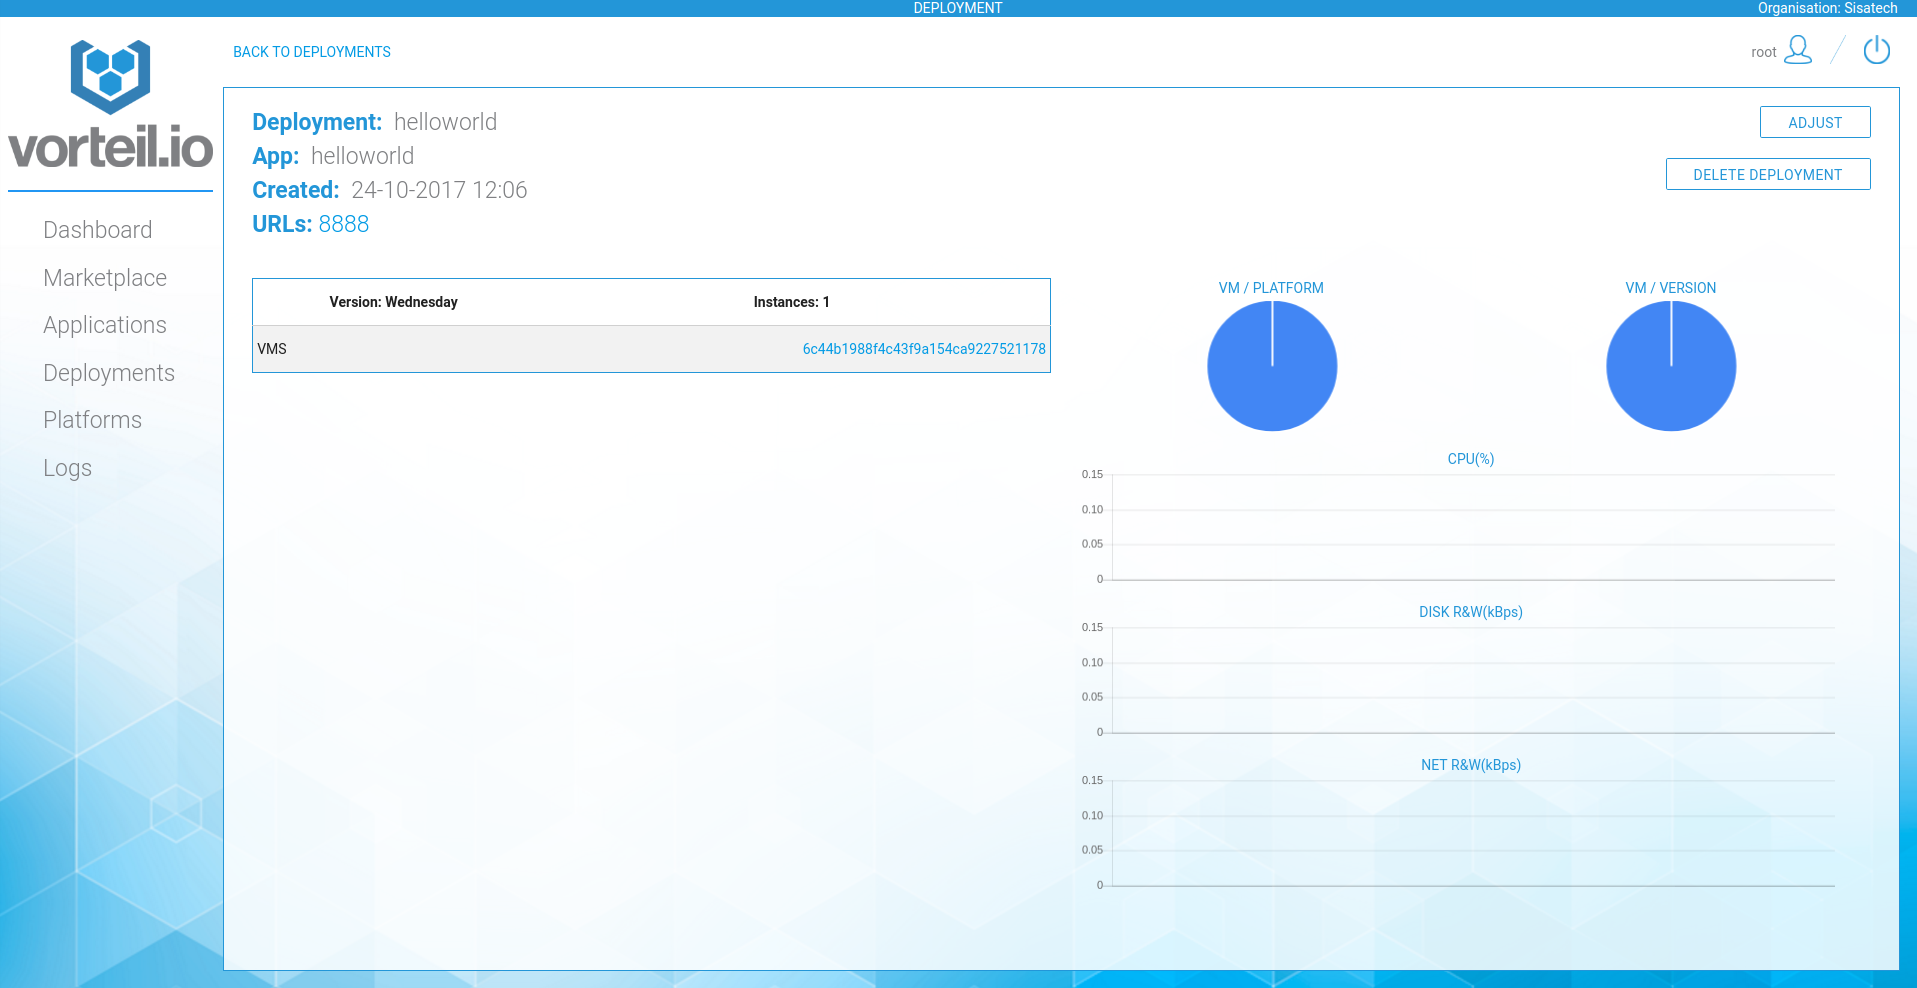 DEPLOYMENT
Organisation: Sisatech
vorteil.io
BACK TO DEPLOYMENTS
root
Dashboard
Marketplace
Applications
Deployments
Platforms
Logs
Deployment: helloworld
App: helloworld
Created: 24-10-2017 12:06
URLs: 8888
ADJUST
DELETE DEPLOYMENT
Version: Wednesday Instances: 1
VMS 6c44b1988f4c43f9a154ca9227521178
VM / PLATFORM
VM / VERSION
CPU(%)
0.15
0.10
0.05
0
DISK R&W(kBps)
0.15
0.10
0.05
0
NET R&W(kBps)
0.15
0.10
0.05
0